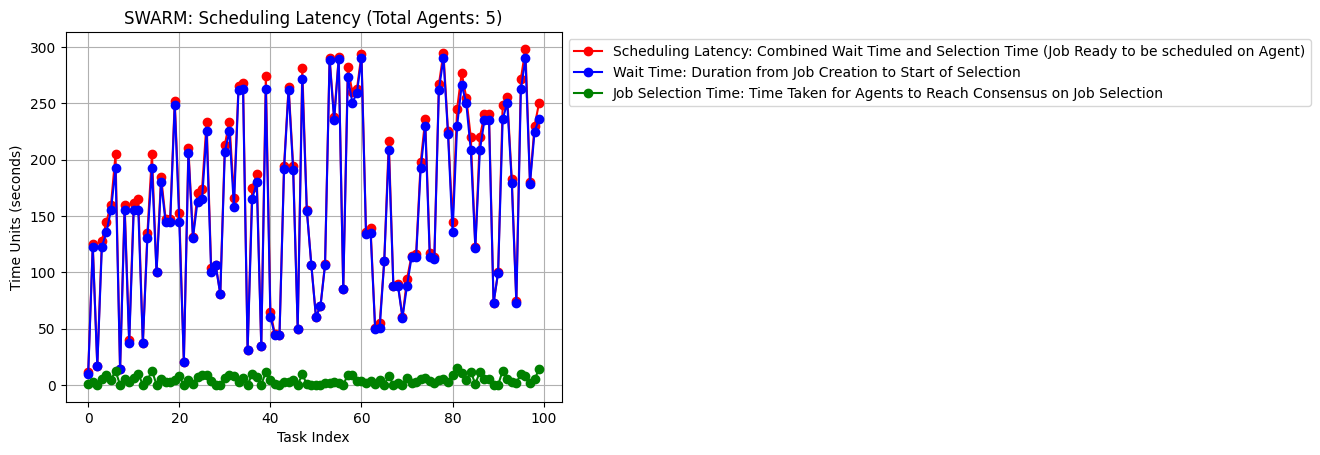 SWARM: Scheduling Latency (Total Agents: 5)
Scheduling Latency: Combined Wait Time and Selection Time (Job Ready to be scheduled on Agent)
Wait Time: Duration from Job Creation to Start of Selection
Job Selection Time: Time Taken for Agents to Reach Consensus on Job Selection
Time Units (seconds)
300
250
200
150
100
50
0
0 20 40 60 80 100
Task Index